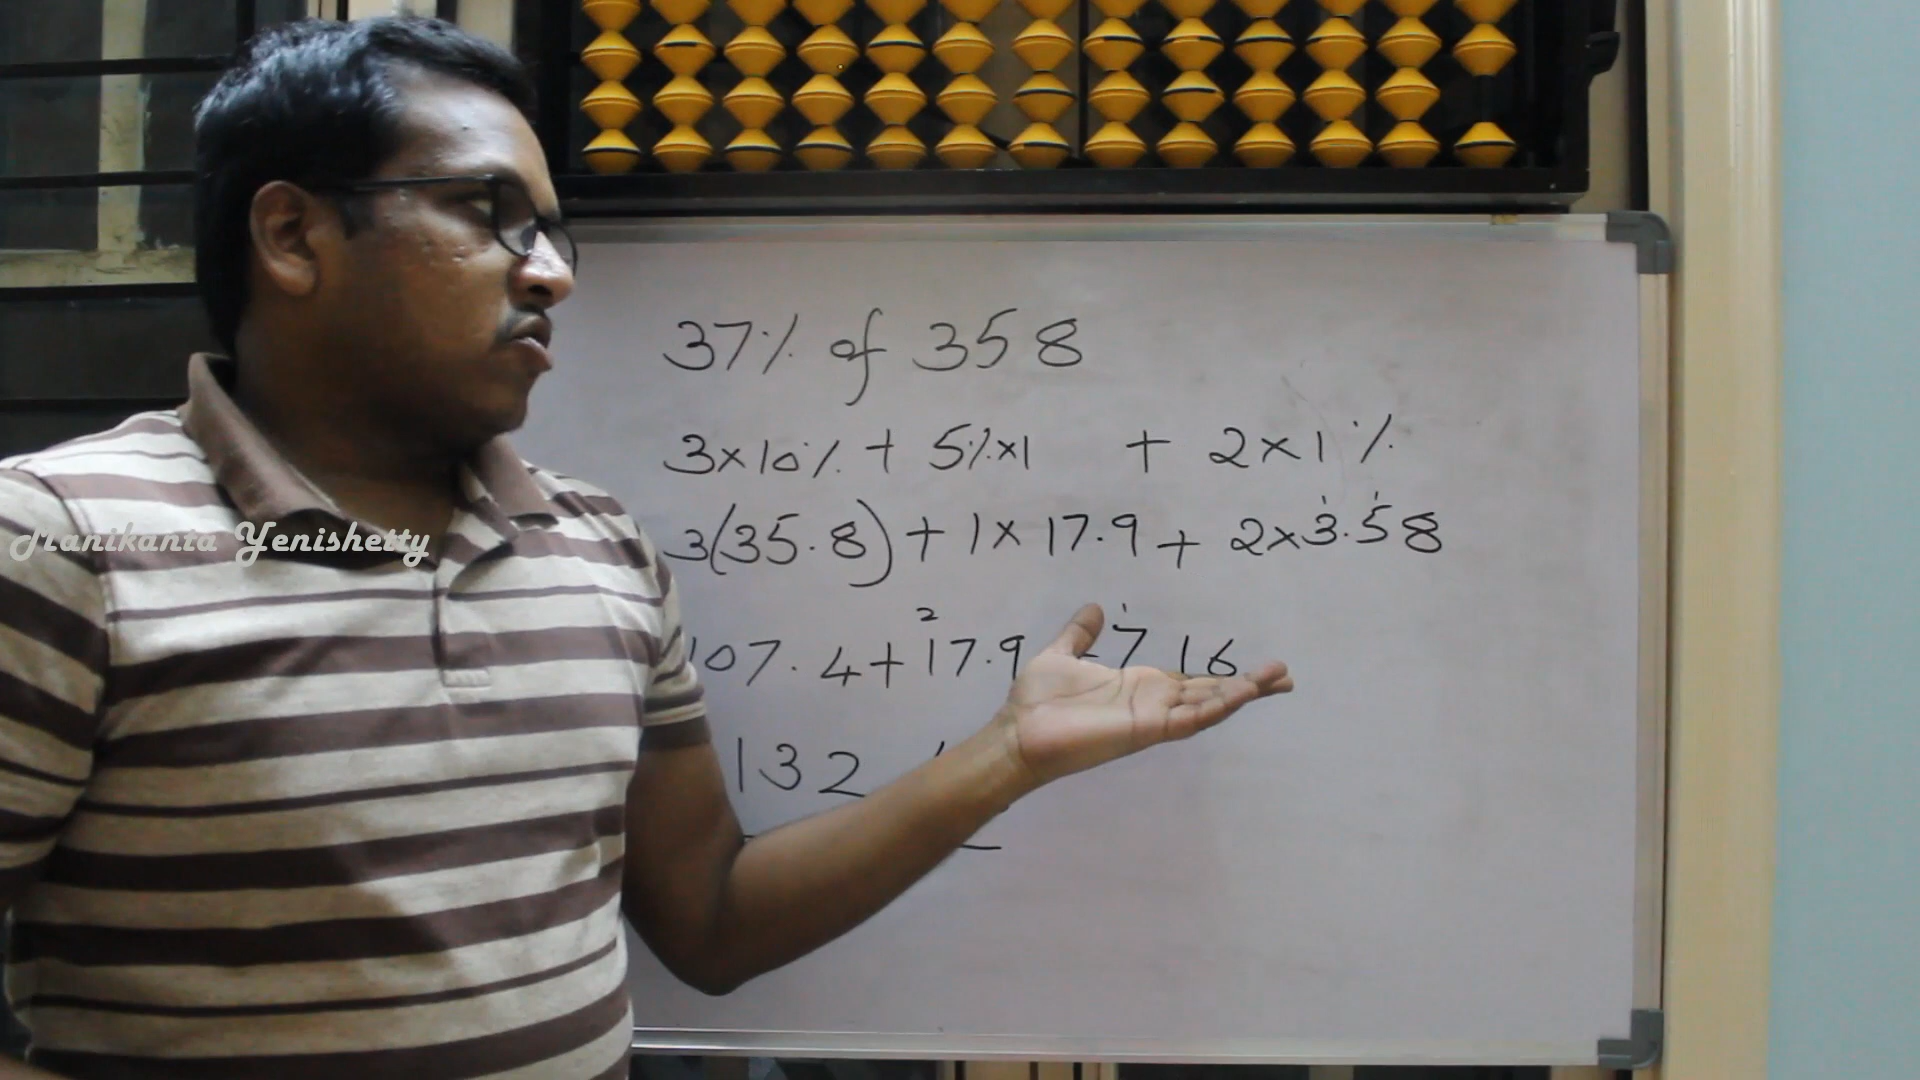 37% of 358
3×10% + 5%×1 + 2×1%
3(35.8) + 1×17.9 + 2×3.58
Manikanta Yenishetty
2
107.4+17.9 7 16
132